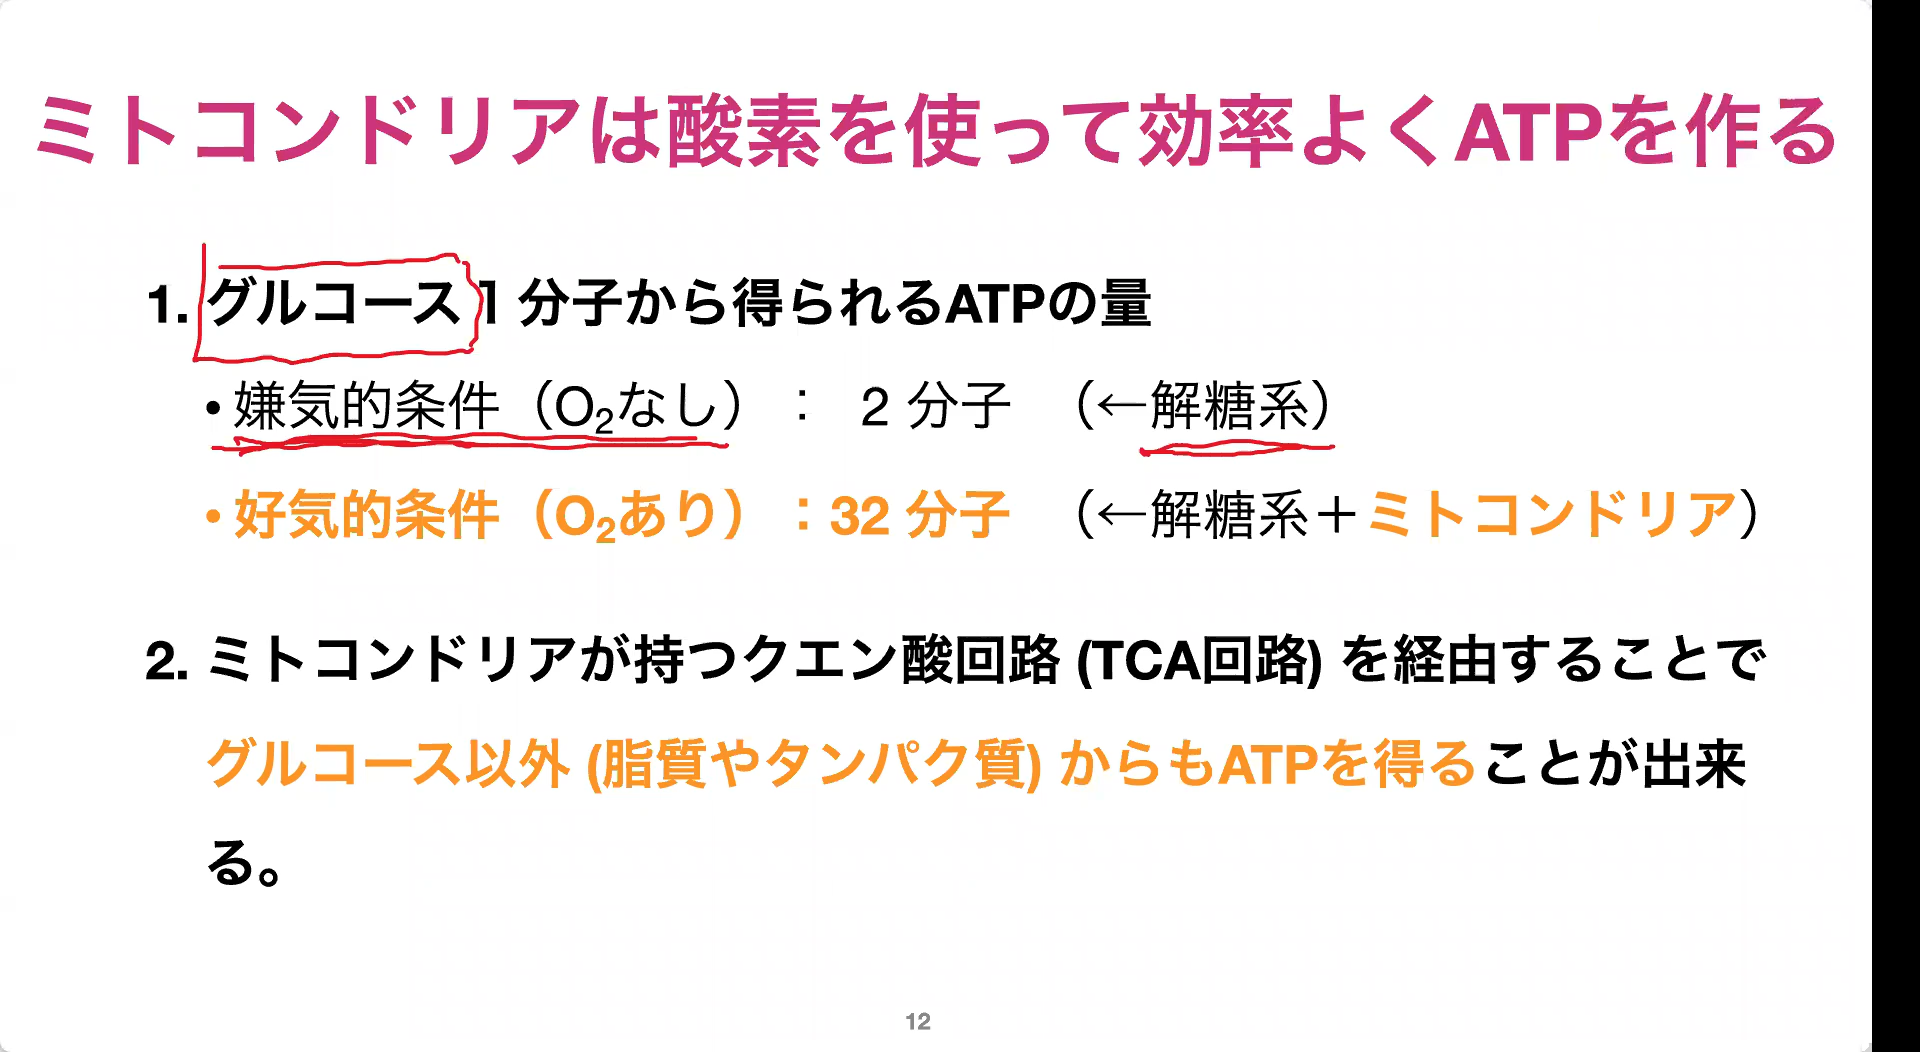 ミトコンドリアは酸素を使って効率よくATPを作る
1. グルコース 1 分子から得られるATPの量
• 嫌気的条件（O₂なし）： 2 分子 （←解糖系）
• 好気的条件（O₂あり）：32 分子 （←解糖系＋ミトコンドリア）
2. ミトコンドリアが持つクエン酸回路 (TCA回路) を経由することで
グルコース以外 (脂質やタンパク質) からもATPを得ることが出来
る。
12